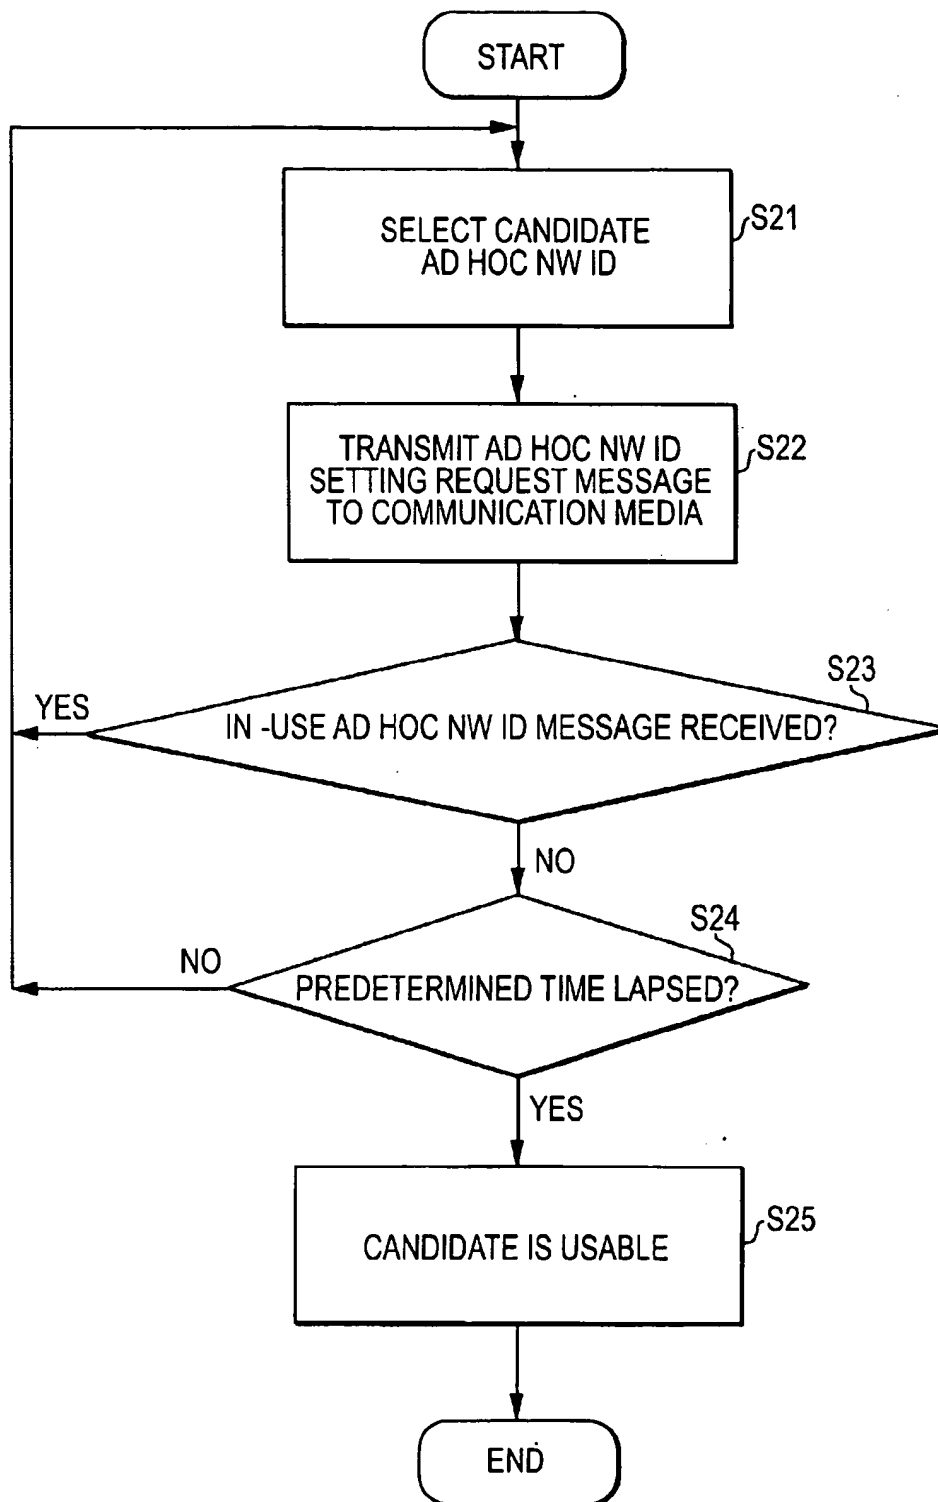 START
SELECT CANDIDATE
AD HOC NW ID
S21
TRANSMIT AD HOC NW ID
SETTING REQUEST MESSAGE
TO COMMUNICATION MEDIA
S22
S23
YES
IN -USE AD HOC NW ID MESSAGE RECEIVED?
NO
S24
NO
PREDETERMINED TIME LAPSED?
YES
S25
CANDIDATE IS USABLE
END